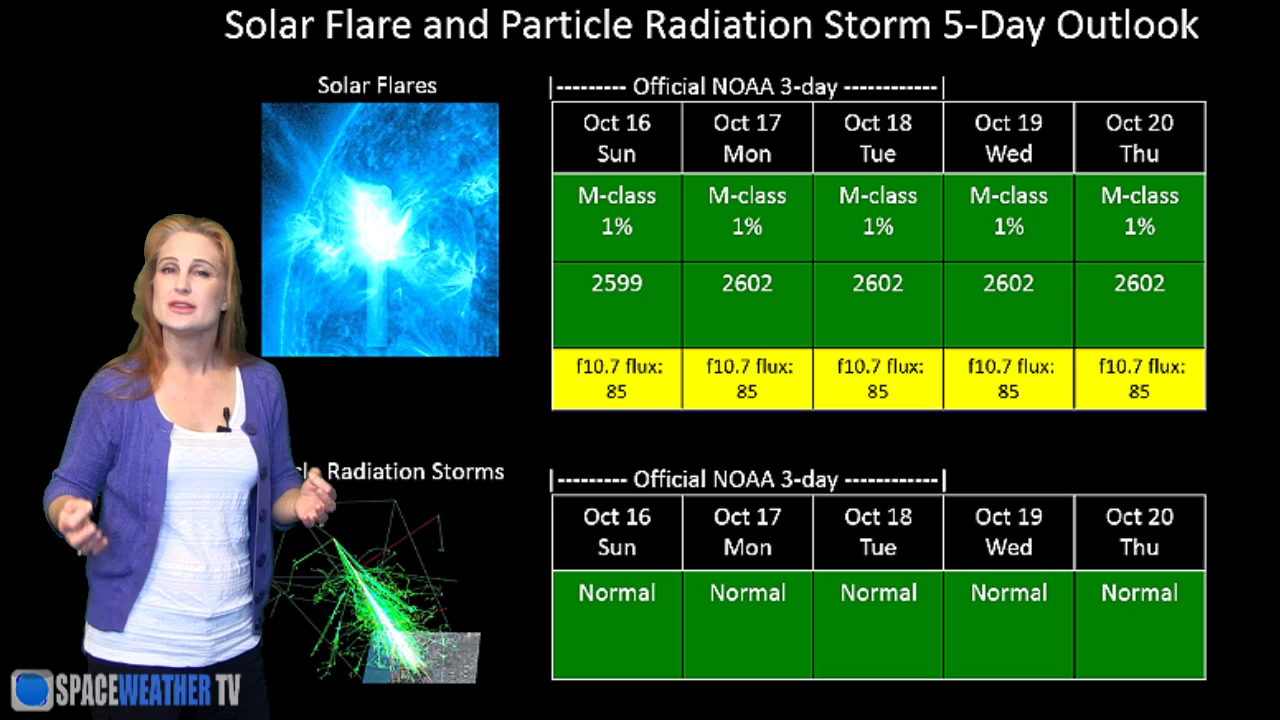 Solar Flare and Particle Radiation Storm 5-Day Outlook
Solar Flares
|--------- Official NOAA 3-day ------------|
Oct 16 Oct 17 Oct 18 Oct 19 Oct 20
Sun Mon Tue Wed Thu
M-class M-class M-class M-class M-class
1% 1% 1% 1% 1%
2599 2602 2602 2602 2602
f10.7 flux: f10.7 flux: f10.7 flux: f10.7 flux: f10.7 flux:
85 85 85 85 85
Radiation Storms
|--------- Official NOAA 3-day ------------|
Oct 16 Oct 17 Oct 18 Oct 19 Oct 20
Sun Mon Tue Wed Thu
Normal Normal Normal Normal Normal
SPACEWEATHER TV